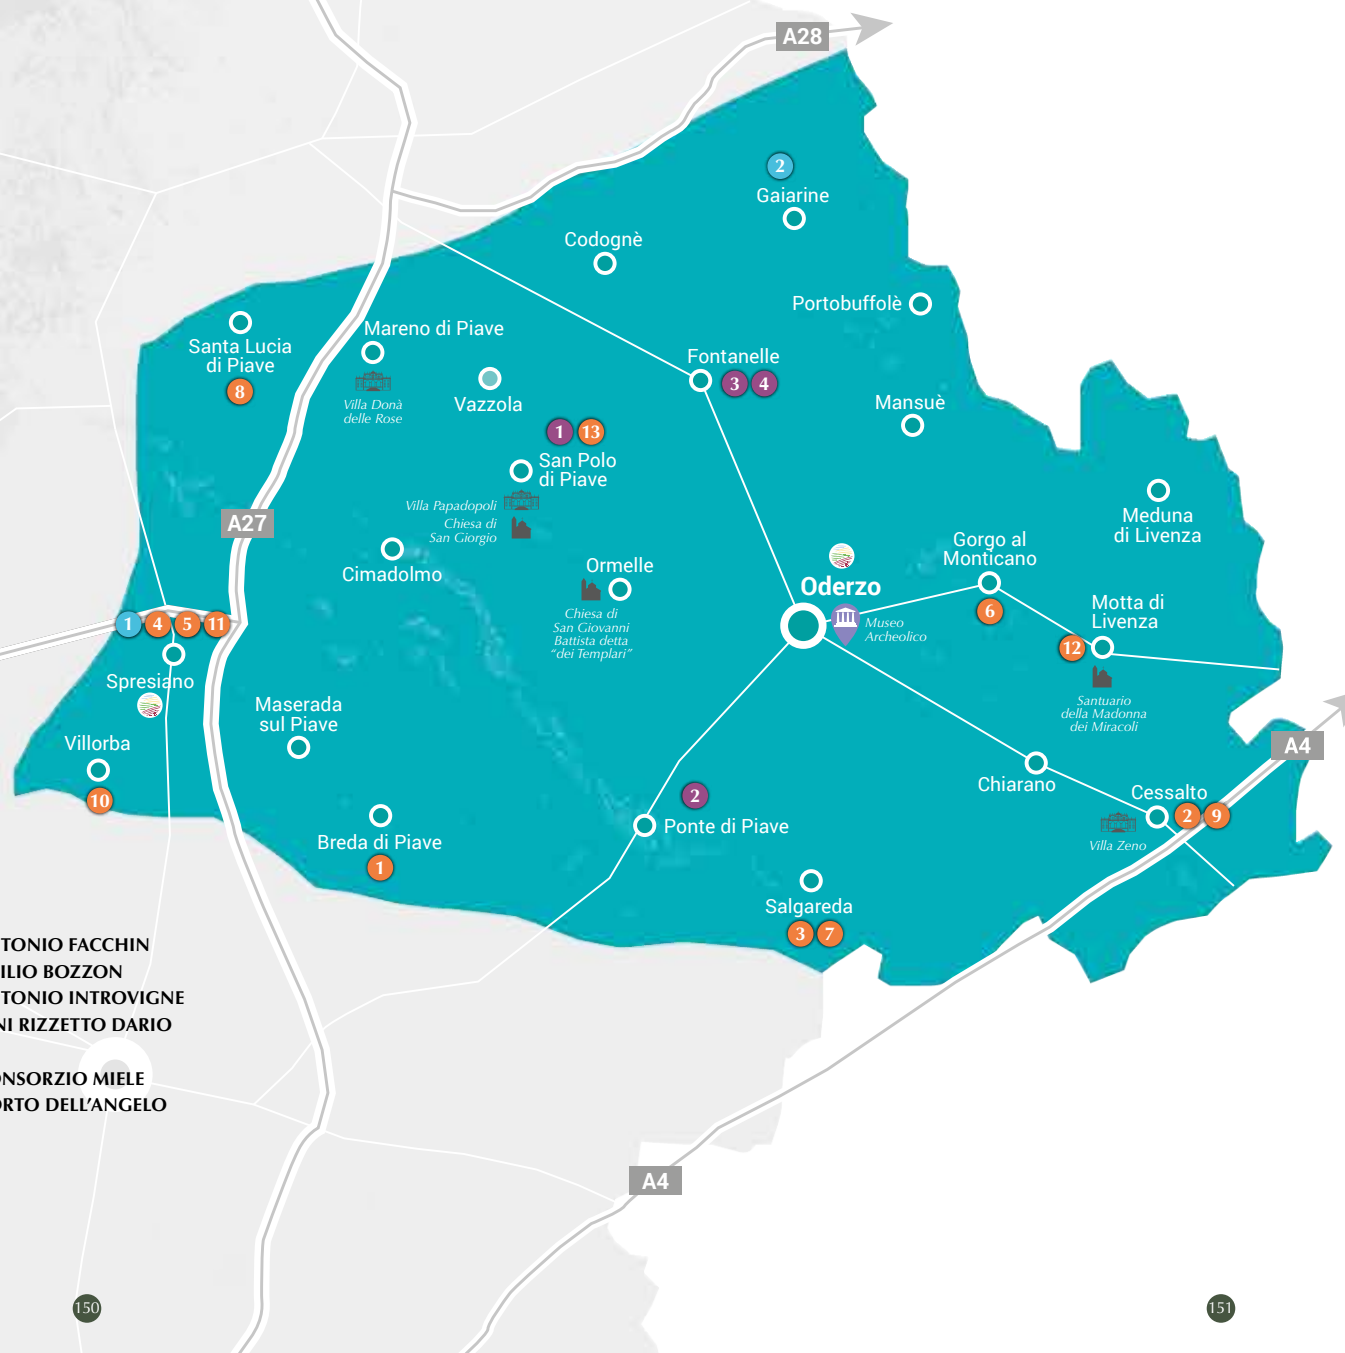 A28
2
Gaiarine
Codognè
Portobuffolè
Santa Lucia
di Piave
8
Mareno di Piave
Villa Donà
delle Rose
Vazzola
Fontanelle
3 4
Mansuè
1 13
San Polo
di Piave
Villa Papadopoli
Chiesa di
San Giorgio
A27
Cimadolmo
Ormelle
Chiesa di
San Giovanni
Battista detta
“dei Templari”
Oderzo
Museo
Archeolico
Gorgo al
Monticano
6
Meduna
di Livenza
Motta di
Livenza
12
Santuario
della Madonna
dei Miracoli
1 4 5 11
Spresiano
Villorba
10
Maserada
sul Piave
Breda di Piave
1
2
Ponte di Piave
Salgareda
3 7
Chiarano
Cessalto
2 9
Villa Zeno
A4
TONIO FACCHIN
ILIO BOZZON
TONIO INTROVIGNE
NI RIZZETTO DARIO
ONSORZIO MIELE
ORTO DELL’ANGELO
A4
150
151